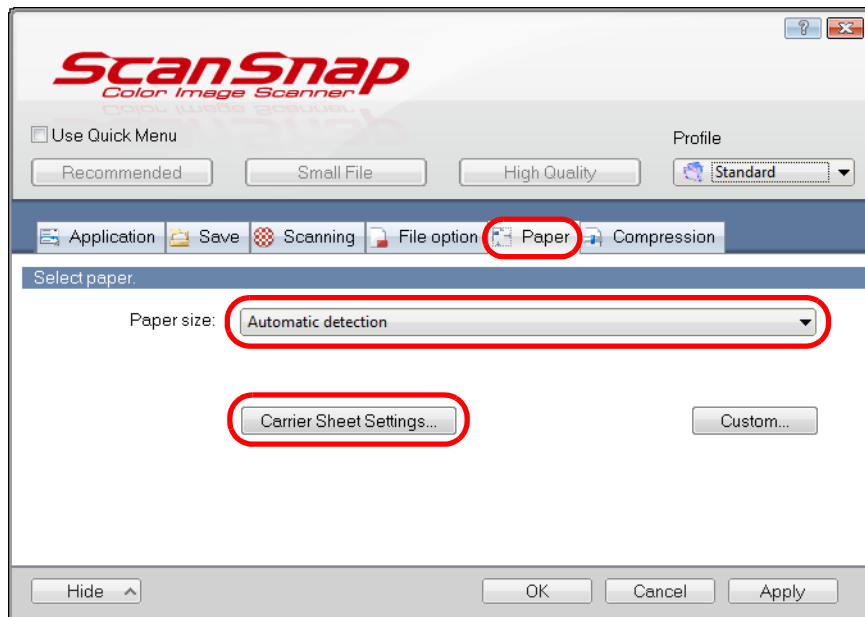 ScanSnap
Color Image Scanner
Use Quick Menu
Profile
Recommended Small File High Quality Standard
Application Save Scanning File option Paper Compression
Select paper.
Paper size: Automatic detection
Carrier Sheet Settings... Custom...
Hide OK Cancel Apply